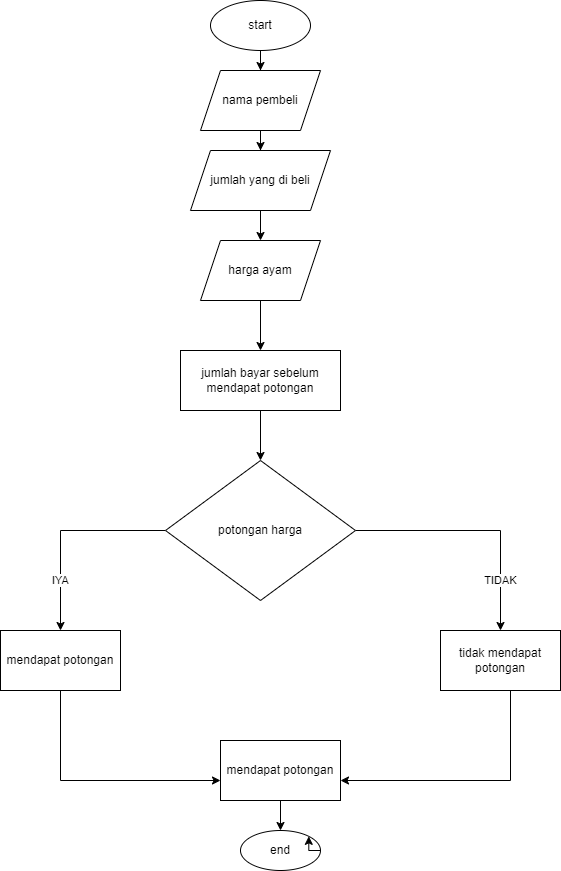 start
nama pembeli
jumlah yang di beli
harga ayam
jumlah bayar sebelum
mendapat potongan
potongan harga
IYA
TIDAK
mendapat potongan
tidak mendapat
potongan
mendapat potongan
end